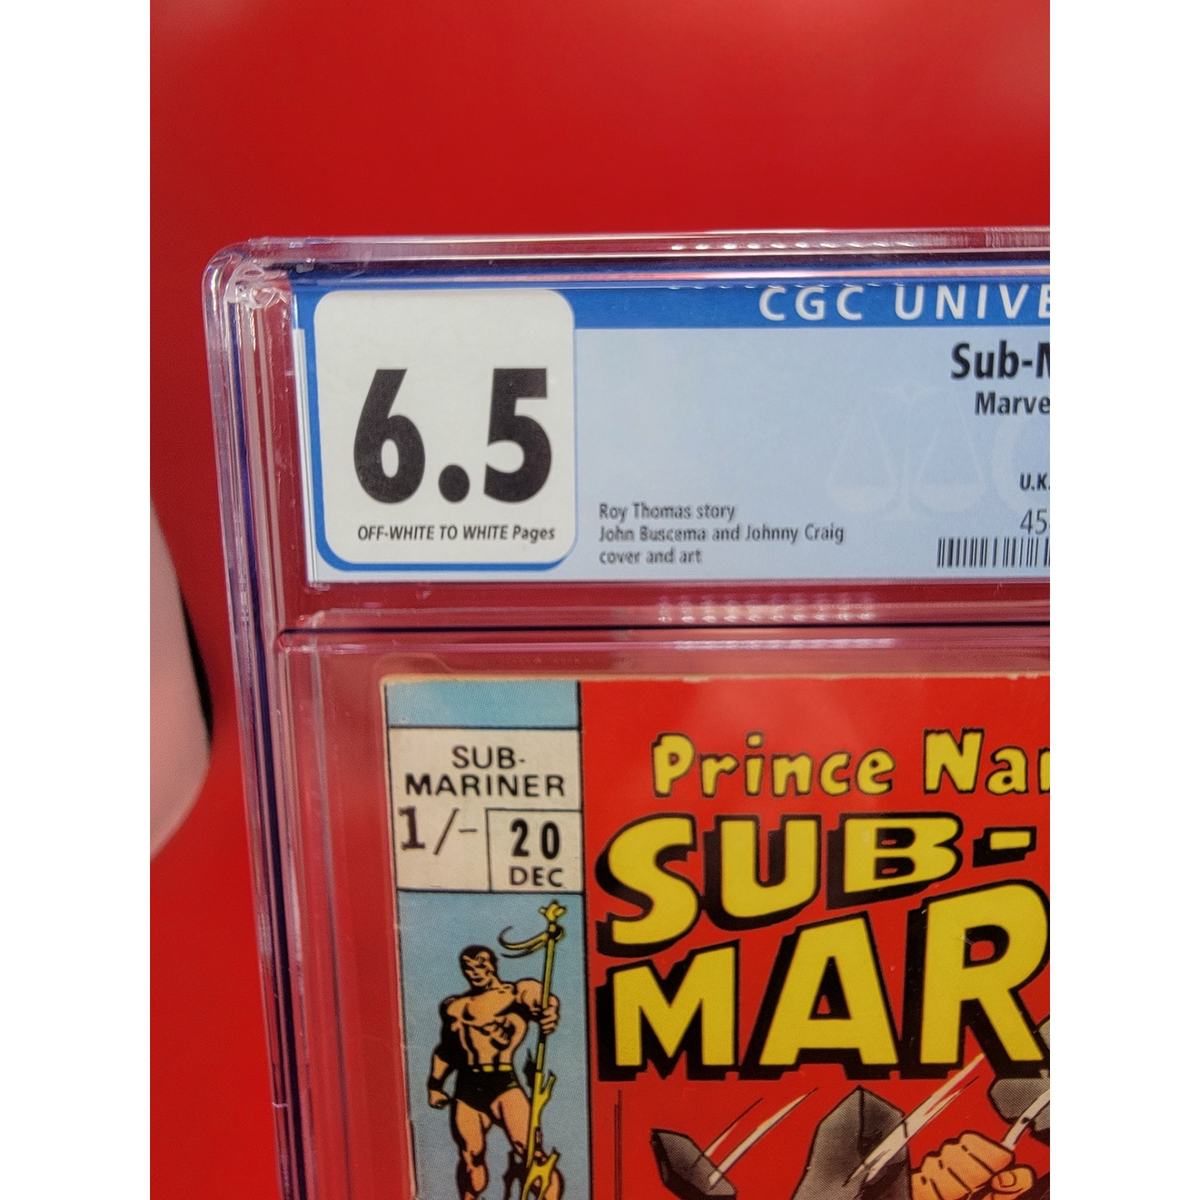 CGC UNIVE
6.5
OFF-WHITE TO WHITE Pages
Sub-M
Marve
U.K.
45
Roy Thomas story
John Buscema and Johnny Craig
cover and art
SUB-
MARINER
1/-
20
DEC
Prince Nam
SUB-
MAR